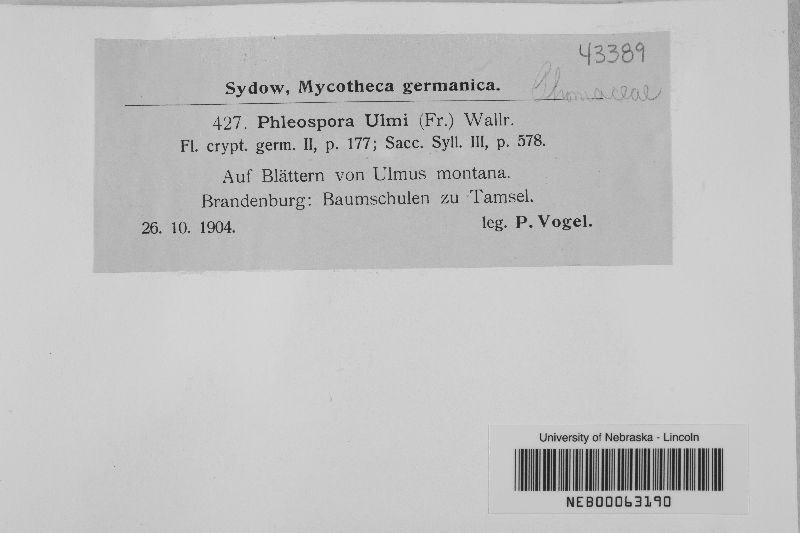 43389
Phomaceae
Sydow, Mycotheca germanica.
427. Phleospora Ulmi (Fr.) Wallr.
Fl. crypt. germ. II, p. 177; Sacc. Syll. III, p. 578.
Auf Blättern von Ulmus montana.
Brandenburg: Baumschulen zu Tamsel.
26. 10. 1904. leg. P. Vogel.
University of Nebraska - Lincoln
NEB00063190